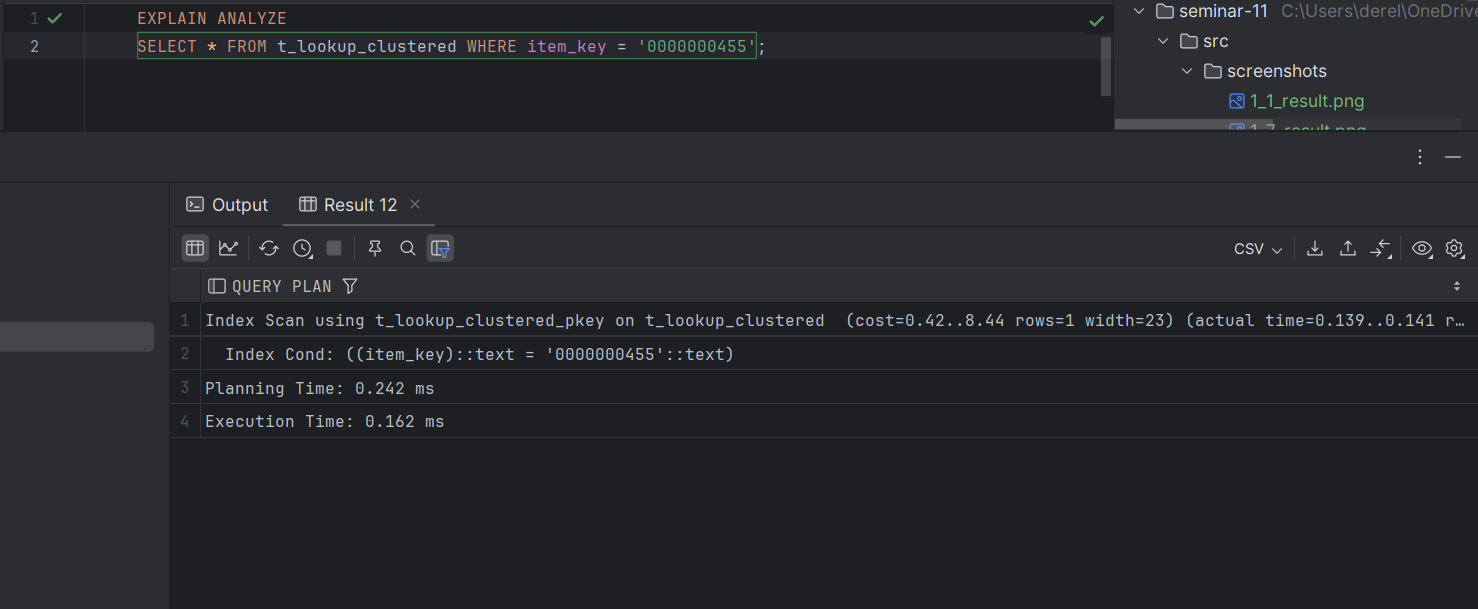 1 EXPLAIN ANALYZE
2 SELECT * FROM t_lookup_clustered WHERE item_key = '0000000455';
seminar-11 C:\Users\derel\OneDrive
src
screenshots
1_1_result.png
1_7_result.png
Output Result 12
CSV
QUERY PLAN
1 Index Scan using t_lookup_clustered_pkey on t_lookup_clustered  (cost=0.42..8.44 rows=1 width=23) (actual time=0.139..0.141 r…
2 Index Cond: ((item_key)::text = '0000000455'::text)
3 Planning Time: 0.242 ms
4 Execution Time: 0.162 ms